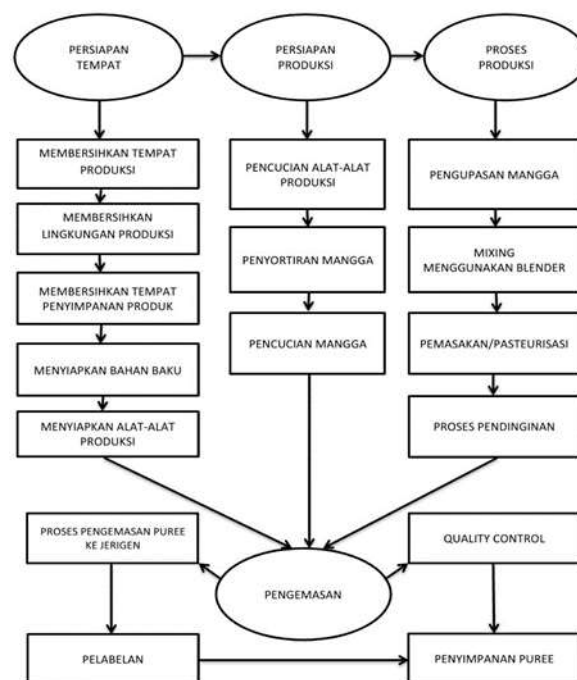 PERSIAPAN
TEMPAT
PERSIAPAN
PRODUKSI
PROSES
PRODUKSI
MEMBERSIHKAN TEMPAT
PRODUKSI
MEMBERSIHKAN
LINGKUNGAN PRODUKSI
MEMBERSIHKAN TEMPAT
PENYIMPANAN PRODUK
MENYIAPKAN BAHAN BAKU
MENYIAPKAN ALAT-ALAT
PRODUKSI
PENCUCIAN ALAT-ALAT
PRODUKSI
PENYORTIRAN MANGGA
PENCUCIAN MANGGA
PENGUPASAN MANGGA
MIXING
MENGGUNAKAN BLENDER
PEMASAKAN/PASTEURISASI
PROSES PENDINGINAN
PROSES PENGEMASAN PUREE
KE JERIGEN
PENGEMASAN
QUALITY CONTROL
PELABELAN
PENYIMPANAN PUREE